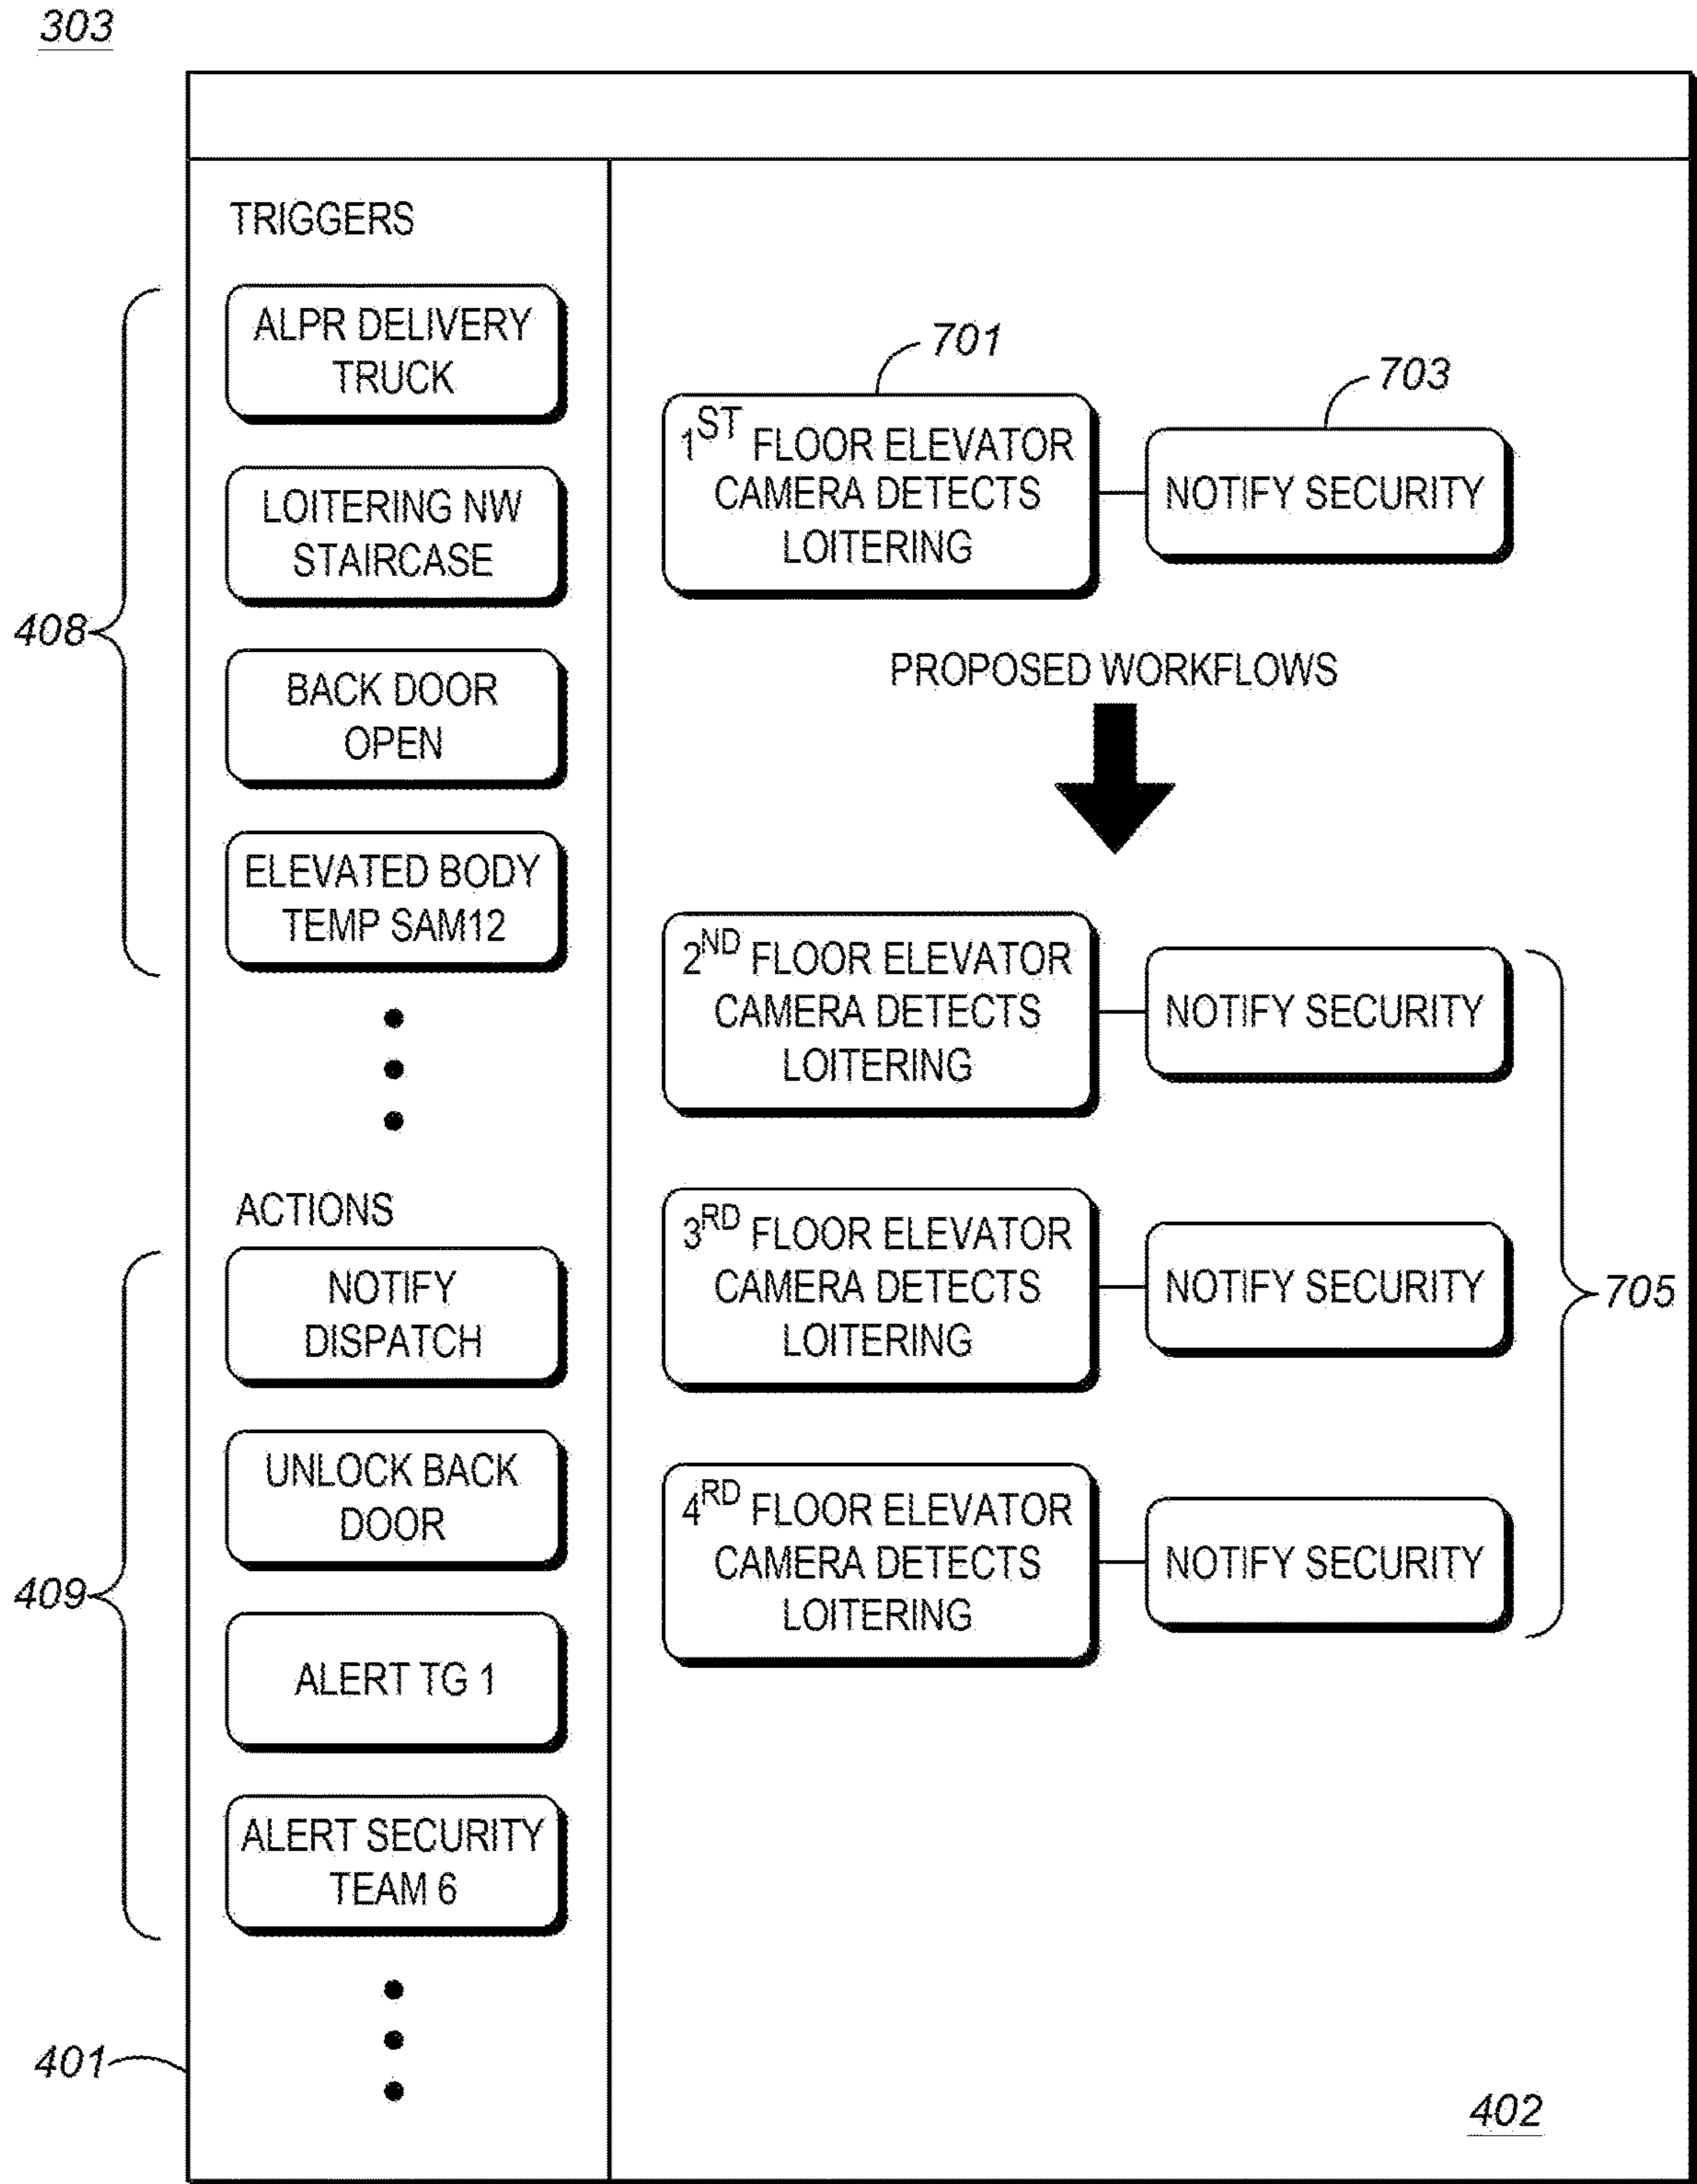 303
TRIGGERS
ALPR DELIVERY
TRUCK
LOITERING NW
STAIRCASE
408
BACK DOOR
OPEN
ELEVATED BODY
TEMP SAM12
ACTIONS
NOTIFY
DISPATCH
UNLOCK BACK
DOOR
409
ALERT TG 1
ALERT SECURITY
TEAM 6
401
701
703
1ST FLOOR ELEVATOR
CAMERA DETECTS
LOITERING
NOTIFY SECURITY
PROPOSED WORKFLOWS
2ND FLOOR ELEVATOR
CAMERA DETECTS
LOITERING
NOTIFY SECURITY
3RD FLOOR ELEVATOR
CAMERA DETECTS
LOITERING
NOTIFY SECURITY
705
4RD FLOOR ELEVATOR
CAMERA DETECTS
LOITERING
NOTIFY SECURITY
402